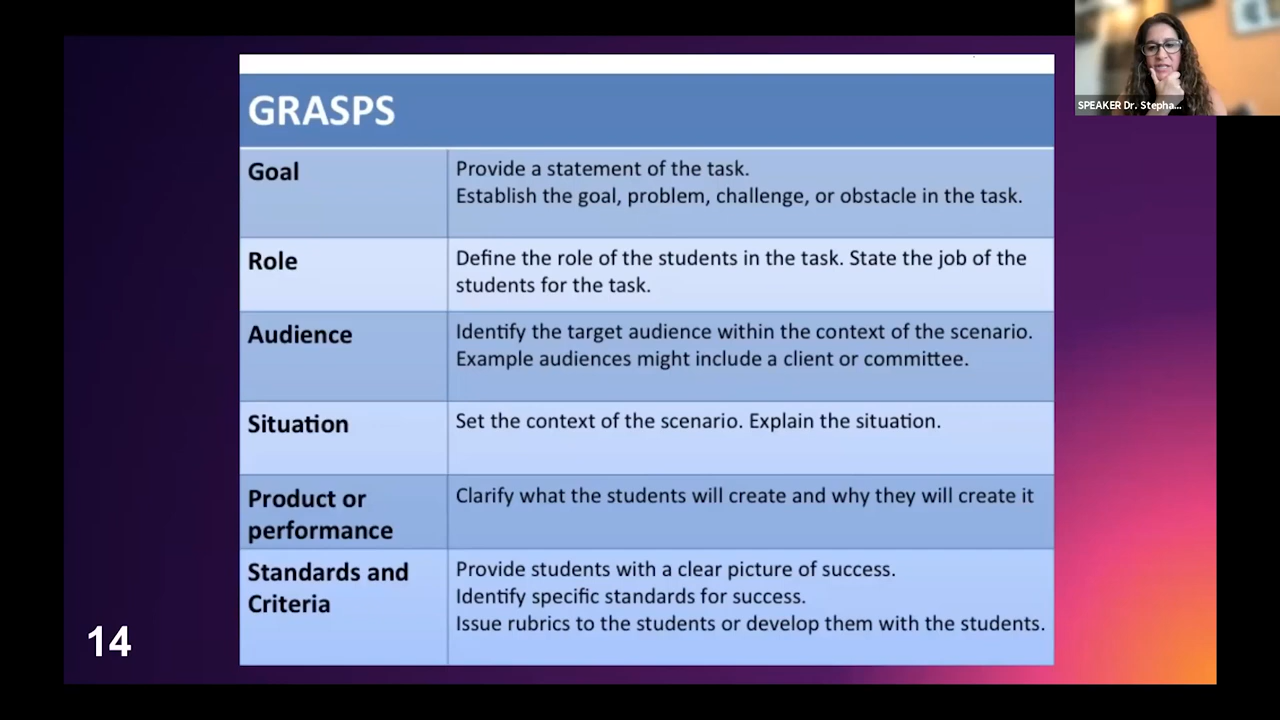 GRASPS
Goal
Provide a statement of the task.
Establish the goal, problem, challenge, or obstacle in the task.
Role
Define the role of the students in the task. State the job of the
students for the task.
Audience
Identify the target audience within the context of the scenario.
Example audiences might include a client or committee.
Situation
Set the context of the scenario. Explain the situation.
Product or
performance
Clarify what the students will create and why they will create it
Standards and
Criteria
Provide students with a clear picture of success.
Identify specific standards for success.
Issue rubrics to the students or develop them with the students.
14
SPEAKER Dr. Stepha...